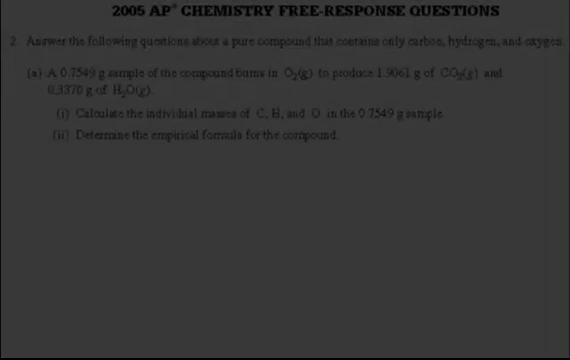 2005 AP® CHEMISTRY FREE-RESPONSE QUESTIONS
2. Answer the following questions about a pure compound that contains only carbon, hydrogen, and oxygen.
(a) A 0.7549 g sample of the compound burns in O₂(g) to produce 1.9061 g of CO₂(g) and
0.3370 g of H₂O(g).
(i) Calculate the individual masses of C, H, and O in the 0.7549 g sample.
(ii) Determine the empirical formula for the compound.